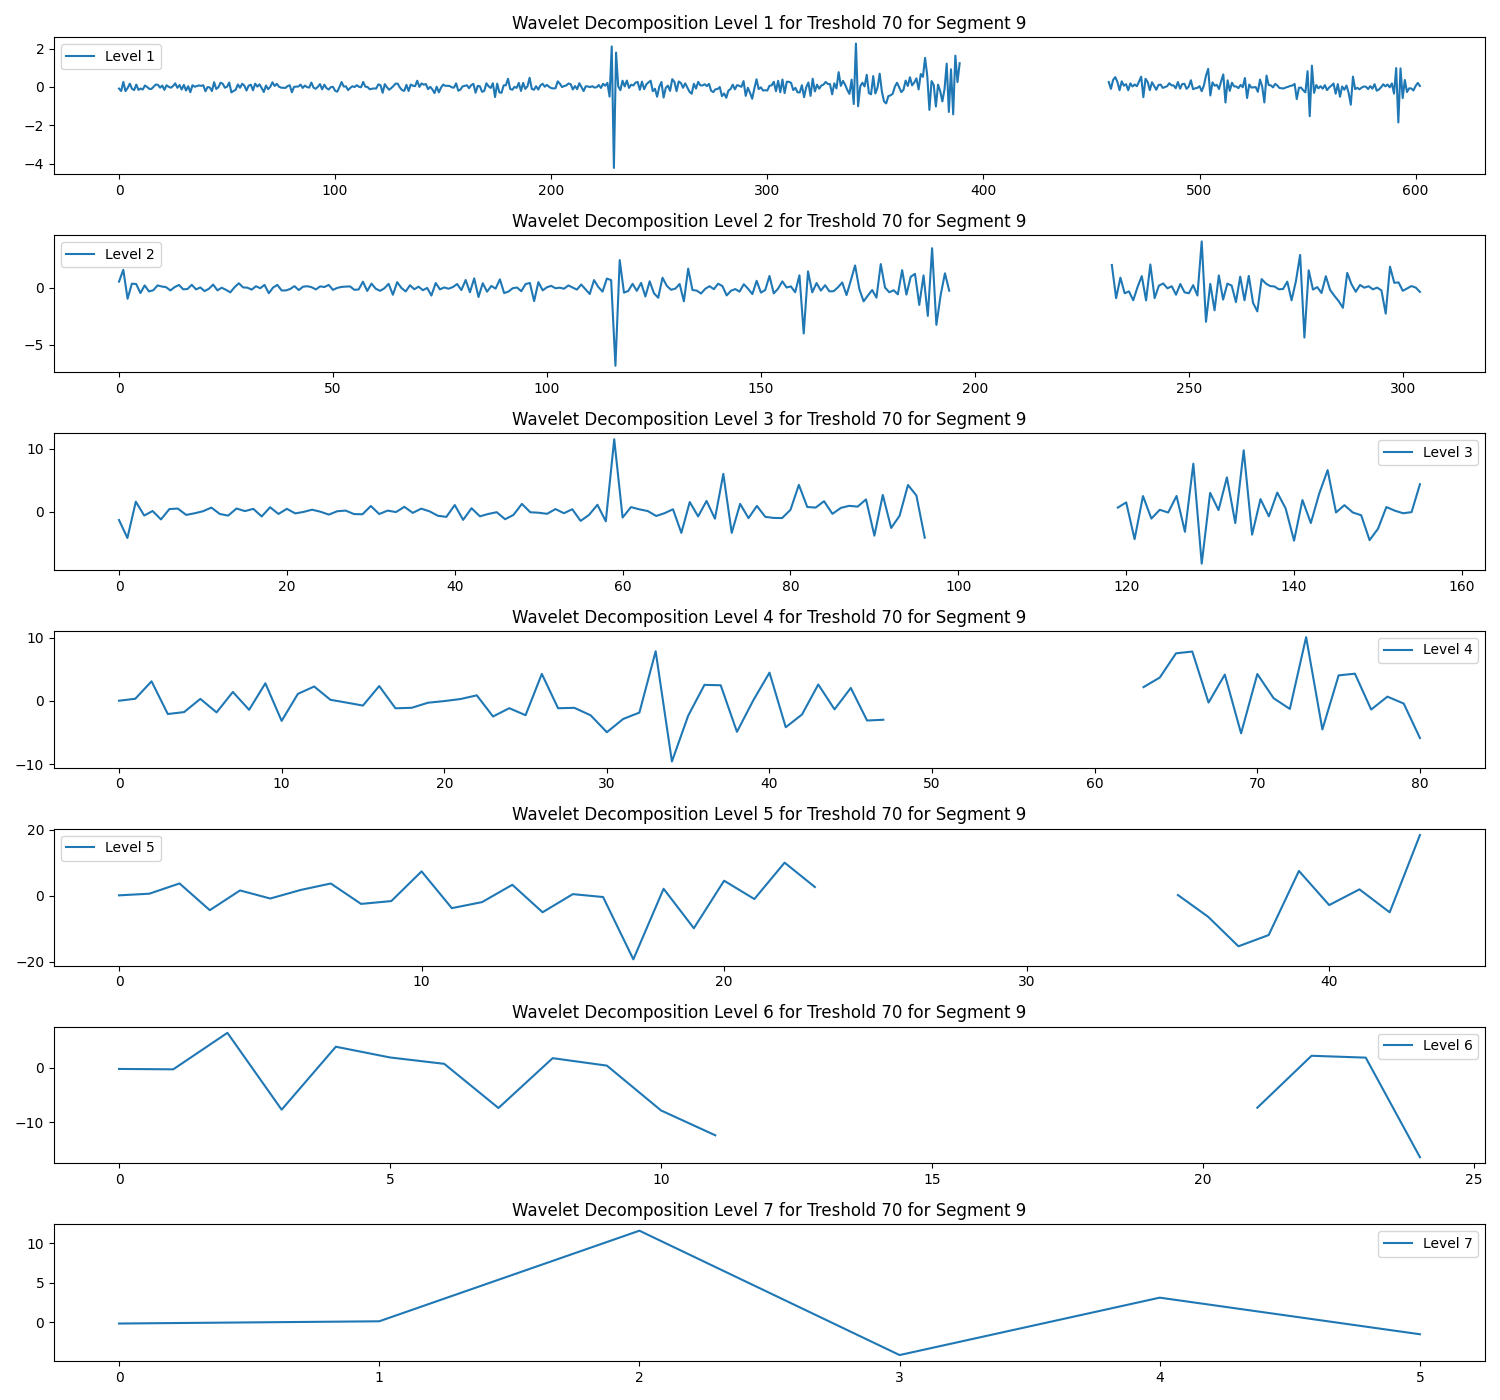 Wavelet Decomposition Level 1 for Treshold 70 for Segment 9
Level 1
2
0
−2
−4
0 100 200 300 400 500 600
Wavelet Decomposition Level 2 for Treshold 70 for Segment 9
Level 2
0
−5
0 50 100 150 200 250 300
Wavelet Decomposition Level 3 for Treshold 70 for Segment 9
Level 3
10
0
0 20 40 60 80 100 120 140 160
Wavelet Decomposition Level 4 for Treshold 70 for Segment 9
Level 4
10
0
−10
0 10 20 30 40 50 60 70 80
Wavelet Decomposition Level 5 for Treshold 70 for Segment 9
Level 5
20
0
−20
0 10 20 30 40
Wavelet Decomposition Level 6 for Treshold 70 for Segment 9
Level 6
0
−10
0 5 10 15 20 25
Wavelet Decomposition Level 7 for Treshold 70 for Segment 9
Level 7
10
5
0
0 1 2 3 4 5